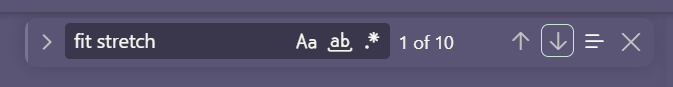 fit stretch Aa ab .* 1 of 10